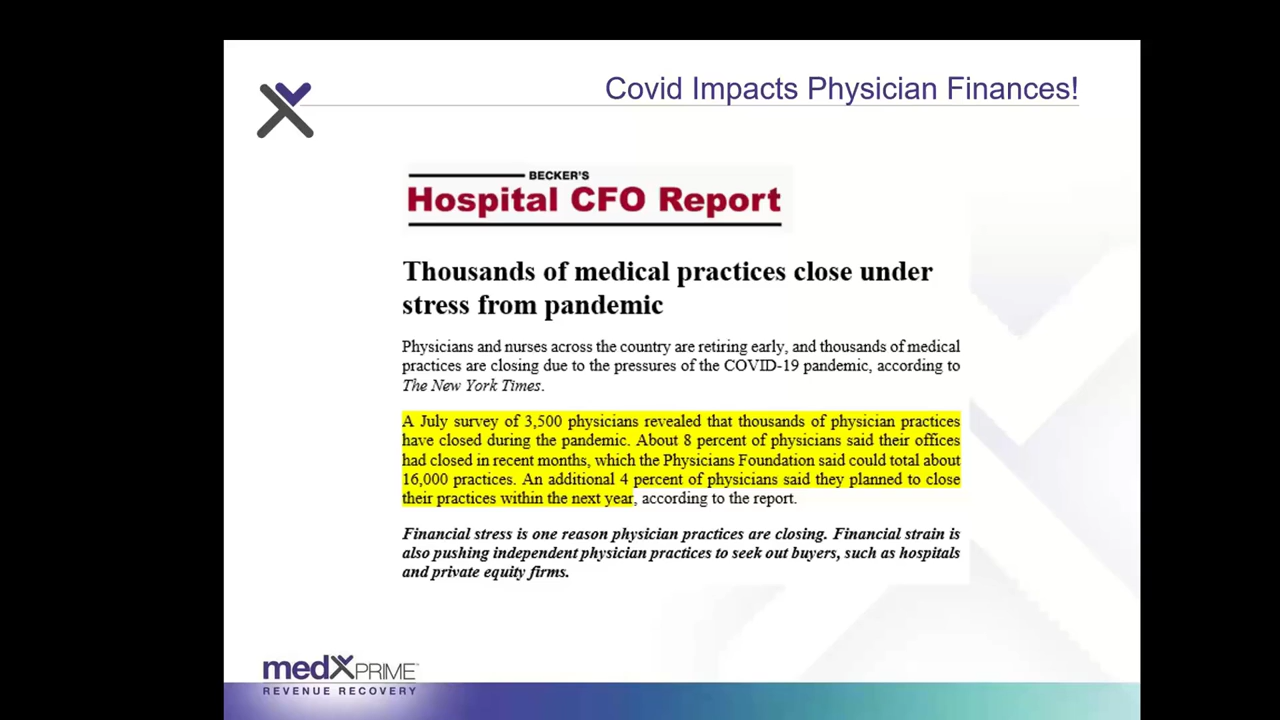 Covid Impacts Physician Finances!
BECKER'S
Hospital CFO Report
Thousands of medical practices close under
stress from pandemic
Physicians and nurses across the country are retiring early, and thousands of medical
practices are closing due to the pressures of the COVID-19 pandemic, according to
The New York Times.
A July survey of 3,500 physicians revealed that thousands of physician practices
have closed during the pandemic. About 8 percent of physicians said their offices
had closed in recent months, which the Physicians Foundation said could total about
16,000 practices. An additional 4 percent of physicians said they planned to close
their practices within the next year, according to the report.
Financial stress is one reason physician practices are closing. Financial strain is
also pushing independent physician practices to seek out buyers, such as hospitals
and private equity firms.
medXPRIME
REVENUE RECOVERY